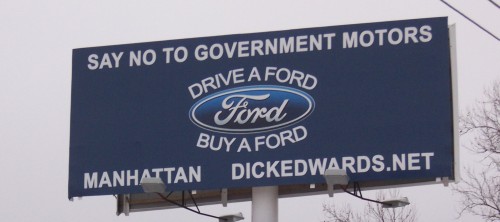 SAY NO TO GOVERNMENT MOTORS
DRIVE A FORD
Ford
BUY A FORD
MANHATTAN DICKEDWARDS.NET